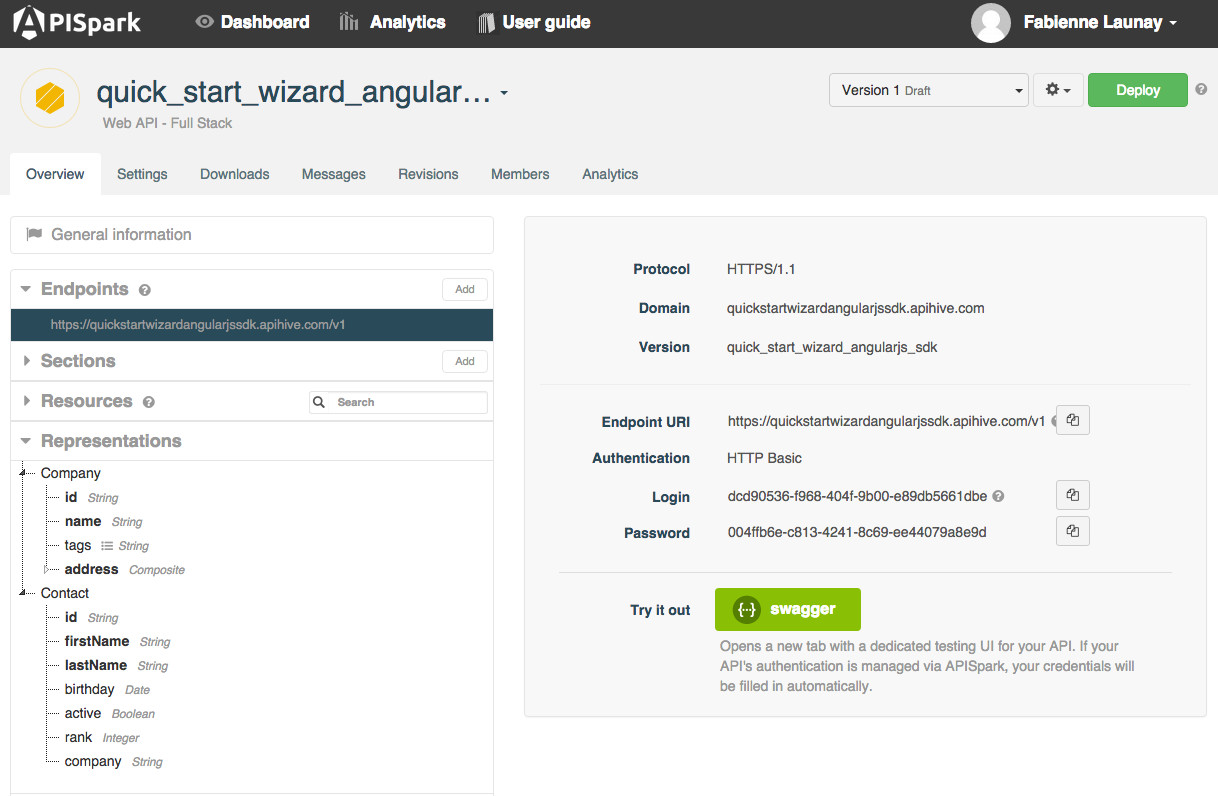 APISpark Dashboard Analytics User guide Fabienne Launay
quick_start_wizard_angular... Version 1 Draft Deploy ?
Web API - Full Stack
Overview Settings Downloads Messages Revisions Members Analytics
General information
Endpoints ? Add
https://quickstartwizardangularjssdk.apihive.com/v1
Sections Add
Resources ? Search
Representations
Company
id String
name String
tags String
address Composite
Contact
id String
firstName String
lastName String
birthday Date
active Boolean
rank Integer
company String
Protocol HTTPS/1.1
Domain quickstartwizardangularjssdk.apihive.com
Version quick_start_wizard_angularjs_sdk
Endpoint URI https://quickstartwizardangularjssdk.apihive.com/v1
Authentication HTTP Basic
Login dcd90536-f968-404f-9b00-e89db5661dbe ?
Password 004ffb6e-c813-4241-8c69-ee44079a8e9d
Try it out {···} swagger
Opens a new tab with a dedicated testing UI for your API. If your
API's authentication is managed via APISpark, your credentials will
be filled in automatically.